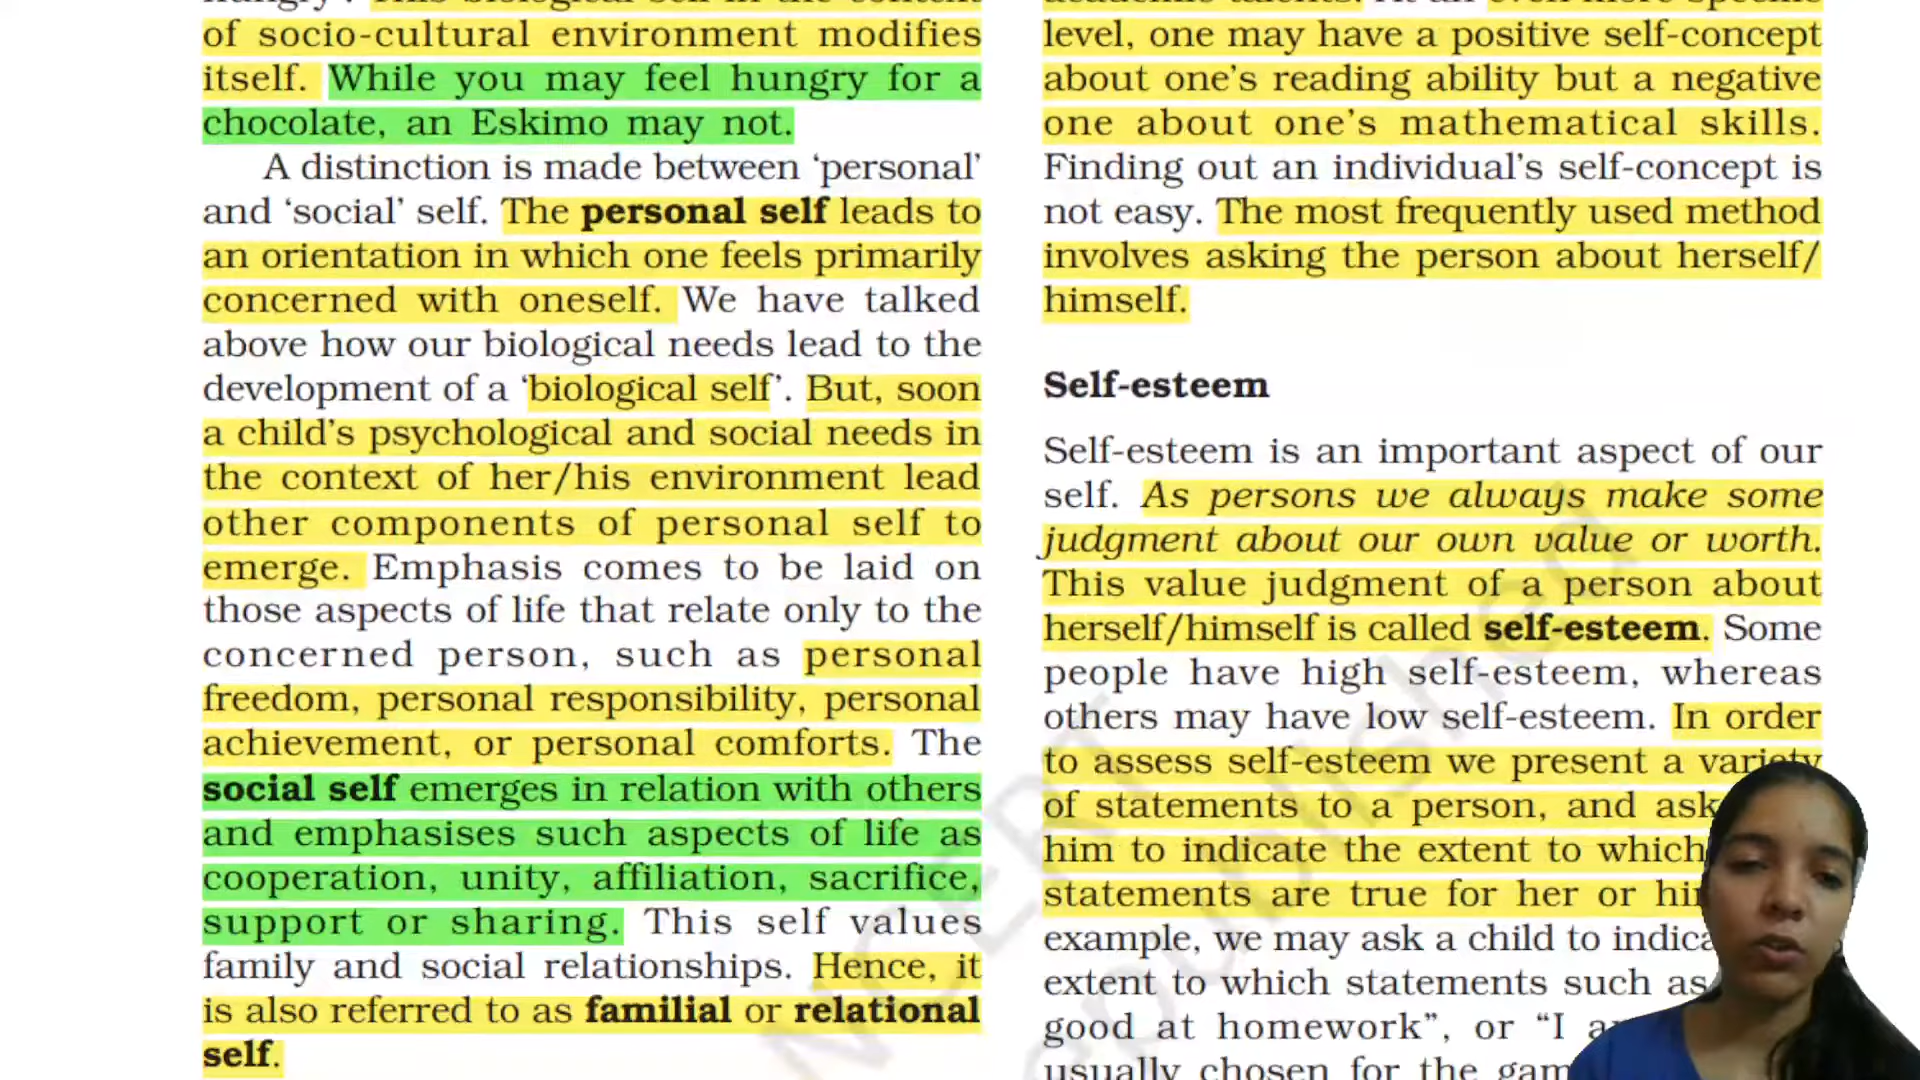 of socio-cultural environment modifies
itself. While you may feel hungry for a
chocolate, an Eskimo may not.
A distinction is made between ‘personal’
and ‘social’ self. The personal self leads to
an orientation in which one feels primarily
concerned with oneself. We have talked
above how our biological needs lead to the
development of a ‘biological self’. But, soon
a child’s psychological and social needs in
the context of her/his environment lead
other components of personal self to
emerge. Emphasis comes to be laid on
those aspects of life that relate only to the
concerned person, such as personal
freedom, personal responsibility, personal
achievement, or personal comforts. The
social self emerges in relation with others
and emphasises such aspects of life as
cooperation, unity, affiliation, sacrifice,
support or sharing. This self values
family and social relationships. Hence, it
is also referred to as familial or relational
self.
level, one may have a positive self-concept
about one’s reading ability but a negative
one about one’s mathematical skills.
Finding out an individual’s self-concept is
not easy. The most frequently used method
involves asking the person about herself/
himself.
Self-esteem
Self-esteem is an important aspect of our
self. As persons we always make some
judgment about our own value or worth.
This value judgment of a person about
herself/himself is called self-esteem. Some
people have high self-esteem, whereas
others may have low self-esteem. In order
to assess self-esteem we present a variety
of statements to a person, and ask
him to indicate the extent to which
statements are true for her or
example, we may ask a child to
extent to which statements such as
good at homework”, or “I
usually chosen for the
NCERT
republished